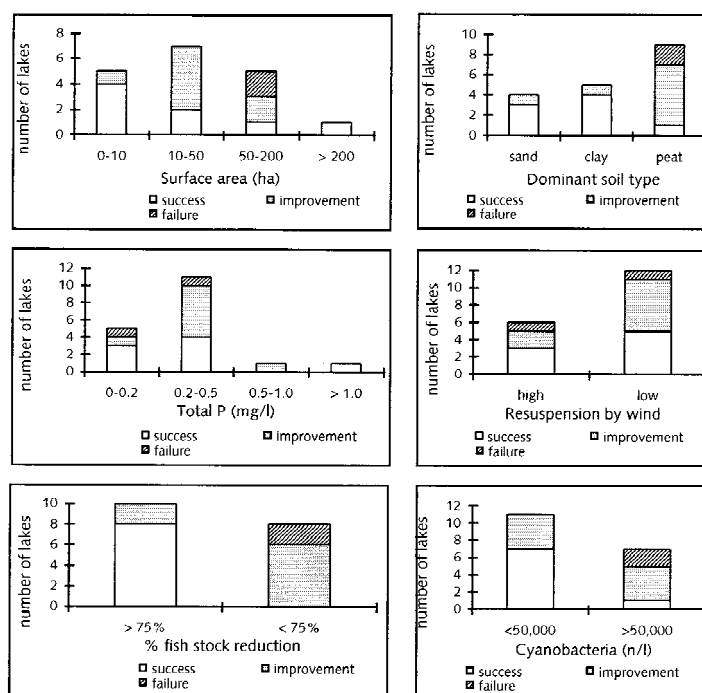 number of lakes
8
6
4
2
0
0-10 10-50 50-200 > 200
Surface area (ha)
success improvement
failure
number of lakes
10
8
6
4
2
0
sand clay peat
Dominant soil type
success improvement
failure
number of lakes
12
10
8
6
4
2
0
0-0.2 0.2-0.5 0.5-1.0 > 1.0
Total P (mg/l)
success improvement
failure
number of lakes
12
10
8
6
4
2
0
high low
Resuspension by wind
success improvement
failure
number of lakes
10
8
6
4
2
0
> 75% < 75%
% fish stock reduction
success improvement
failure
number of lakes
12
10
8
6
4
2
0
<50,000 >50,000
Cyanobacteria (n/l)
success improvement
failure